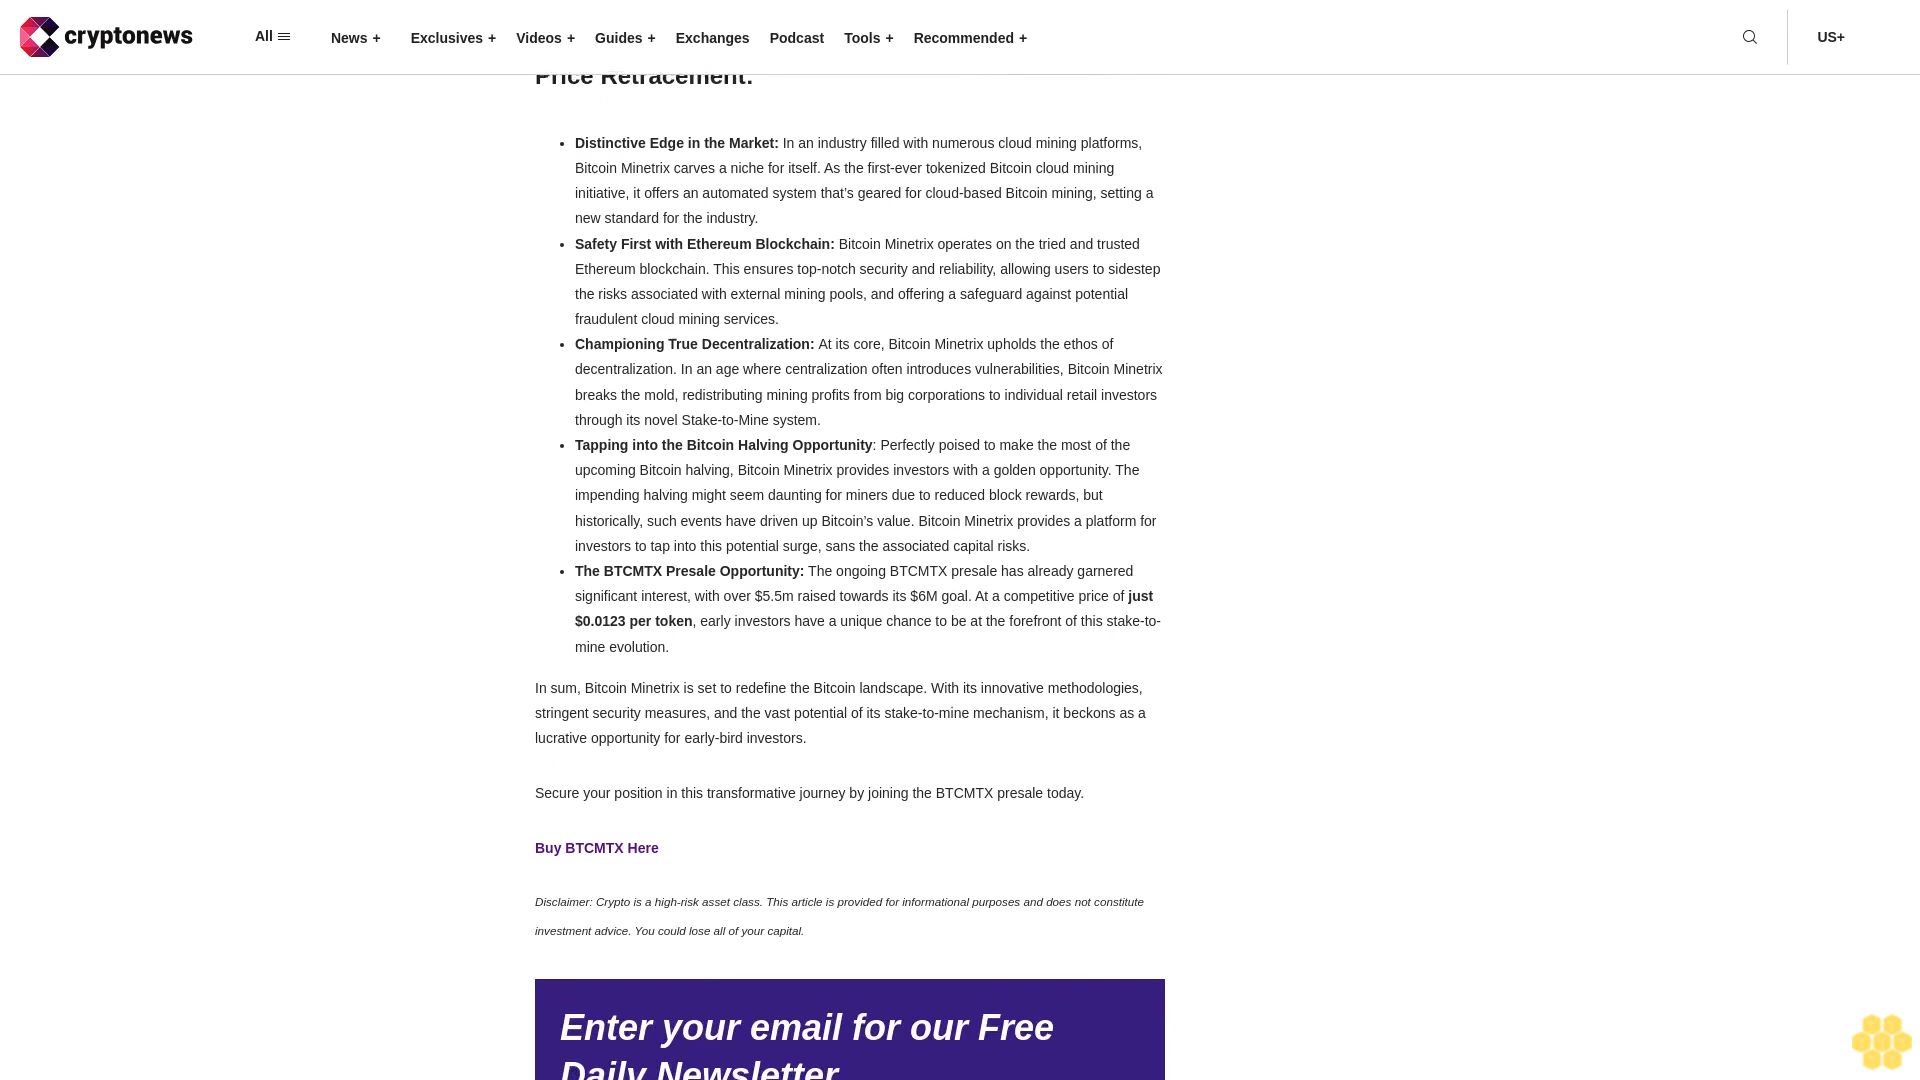 cryptonews
All
News +
Exclusives +
Videos +
Guides +
Exchanges
Podcast
Tools +
Recommended +
US+
Price Retracement:
• Distinctive Edge in the Market: In an industry filled with numerous cloud mining platforms,
Bitcoin Minetrix carves a niche for itself. As the first-ever tokenized Bitcoin cloud mining
initiative, it offers an automated system that’s geared for cloud-based Bitcoin mining, setting a
new standard for the industry.
• Safety First with Ethereum Blockchain: Bitcoin Minetrix operates on the tried and trusted
Ethereum blockchain. This ensures top-notch security and reliability, allowing users to sidestep
the risks associated with external mining pools, and offering a safeguard against potential
fraudulent cloud mining services.
• Championing True Decentralization: At its core, Bitcoin Minetrix upholds the ethos of
decentralization. In an age where centralization often introduces vulnerabilities, Bitcoin Minetrix
breaks the mold, redistributing mining profits from big corporations to individual retail investors
through its novel Stake-to-Mine system.
• Tapping into the Bitcoin Halving Opportunity: Perfectly poised to make the most of the
upcoming Bitcoin halving, Bitcoin Minetrix provides investors with a golden opportunity. The
impending halving might seem daunting for miners due to reduced block rewards, but
historically, such events have driven up Bitcoin’s value. Bitcoin Minetrix provides a platform for
investors to tap into this potential surge, sans the associated capital risks.
• The BTCMTX Presale Opportunity: The ongoing BTCMTX presale has already garnered
significant interest, with over $5.5m raised towards its $6M goal. At a competitive price of just
$0.0123 per token, early investors have a unique chance to be at the forefront of this stake-to-
mine evolution.
In sum, Bitcoin Minetrix is set to redefine the Bitcoin landscape. With its innovative methodologies,
stringent security measures, and the vast potential of its stake-to-mine mechanism, it beckons as a
lucrative opportunity for early-bird investors.
Secure your position in this transformative journey by joining the BTCMTX presale today.
Buy BTCMTX Here
Disclaimer: Crypto is a high-risk asset class. This article is provided for informational purposes and does not constitute
investment advice. You could lose all of your capital.
Enter your email for our Free
Daily Newsletter